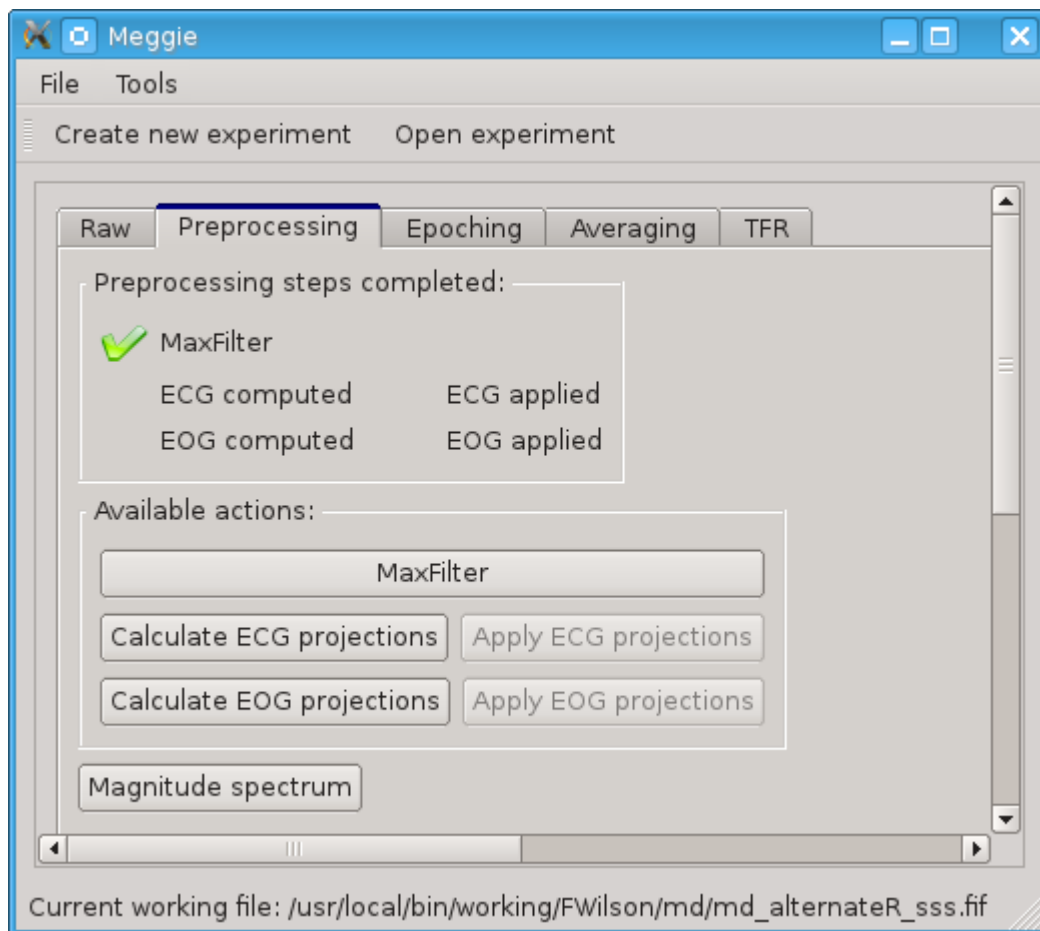 Meggie
File Tools
Create new experiment Open experiment
Raw Preprocessing Epoching Averaging TFR
Preprocessing steps completed:
MaxFilter
ECG computed ECG applied
EOG computed EOG applied
Available actions:
MaxFilter
Calculate ECG projections Apply ECG projections
Calculate EOG projections Apply EOG projections
Magnitude spectrum
Current working file: /usr/local/bin/working/FWilson/md/md_alternateR_sss.fif